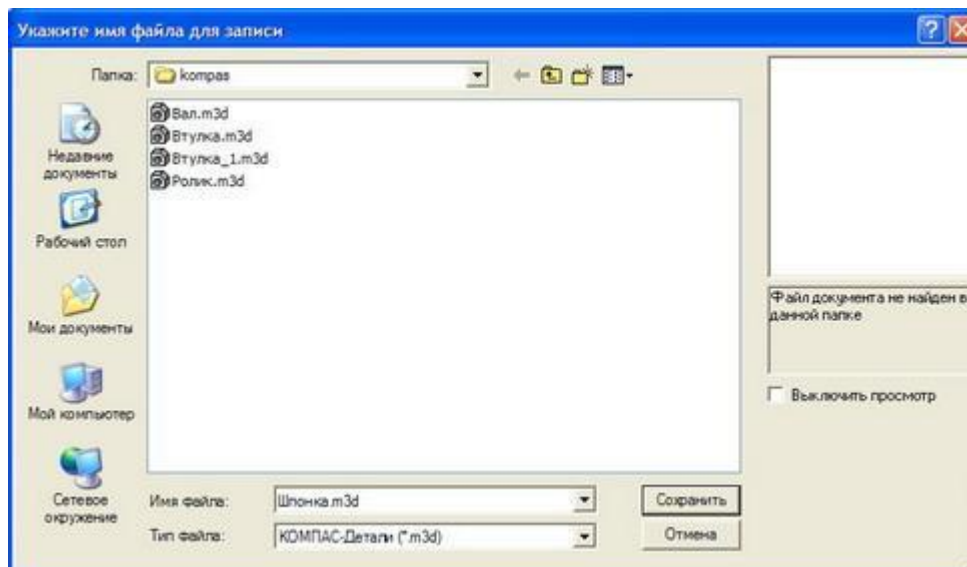 Укажите имя файла для записи
Папка: kompas
Вал.m3d
Втулка.m3d
Втулка_1.m3d
Ролик.m3d
Недавние
документы
Рабочий стол
Мои документы
Мой компьютер
Сетевое
окружение
Файл документа не найден в
данной папке
Выключить просмотр
Имя файла: Шпонка.m3d Сохранить
Тип файла: КОМПАС-Детали (*.m3d) Отмена